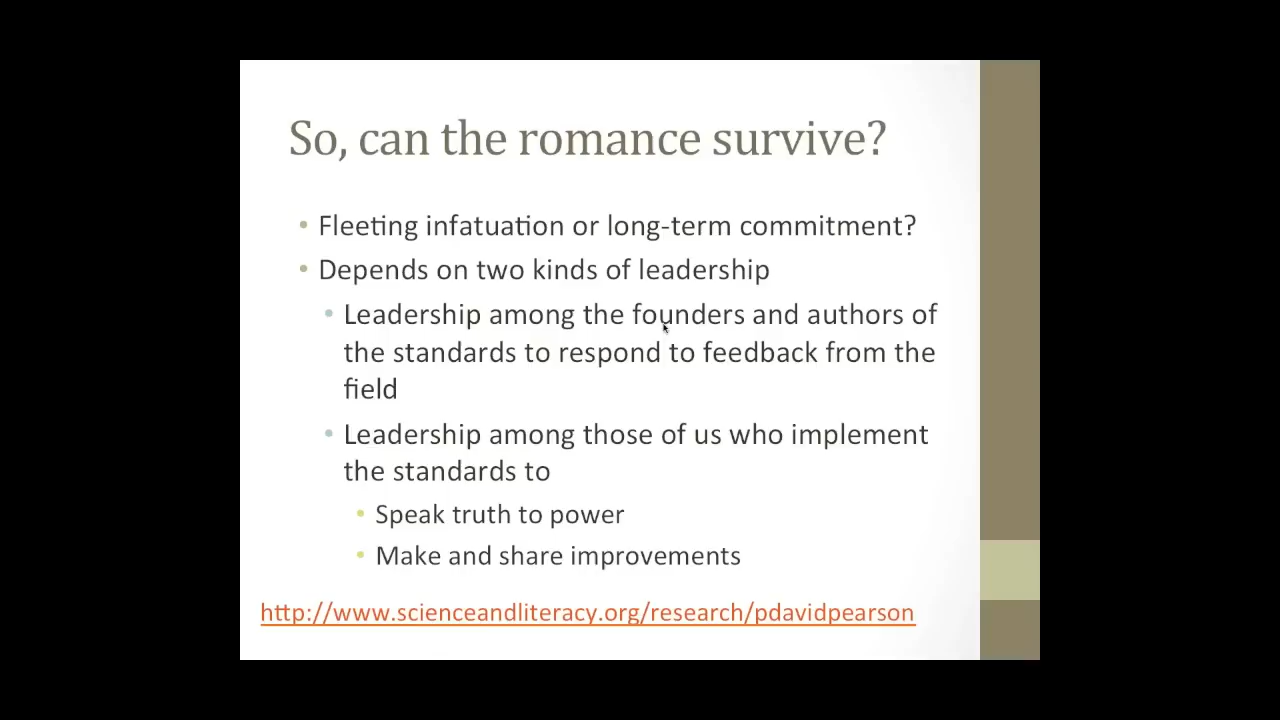 So, can the romance survive?
• Fleeting infatuation or long-term commitment?
• Depends on two kinds of leadership
• Leadership among the founders and authors of
the standards to respond to feedback from the
field
• Leadership among those of us who implement
the standards to
• Speak truth to power
• Make and share improvements
http://www.scienceandliteracy.org/research/pdavidpearson